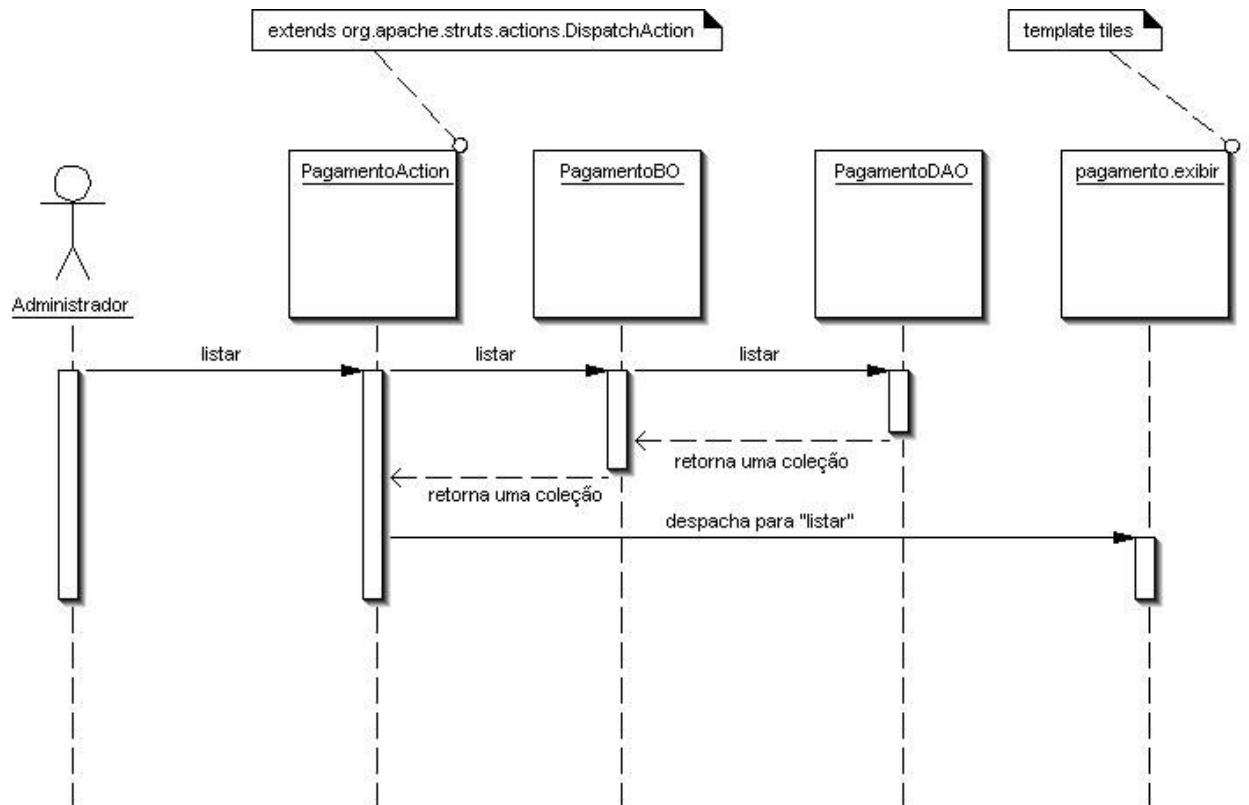 extends org.apache.struts.actions.DispatchAction
template tiles
PagamentoAction
PagamentoBO
PagamentoDAO
pagamento.exibir
Administrador
listar
listar
listar
retorna uma coleção
retorna uma coleção
despacha para "listar"